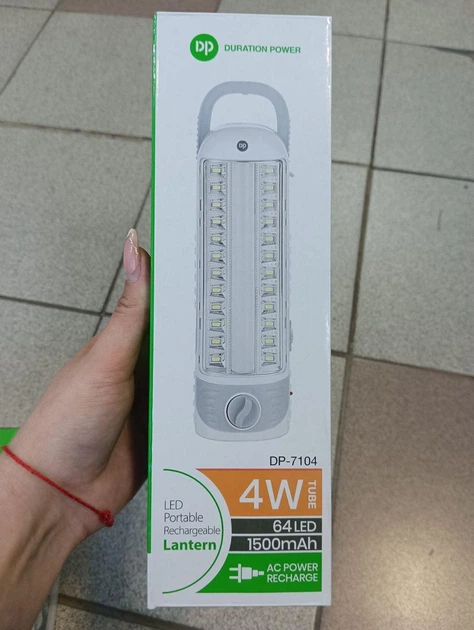 DP DURATION POWER
DP
DP-7104
4W TUBE
64 LED
1500mAh
LED
Portable
Rechargeable
Lantern
AC POWER
RECHARGE